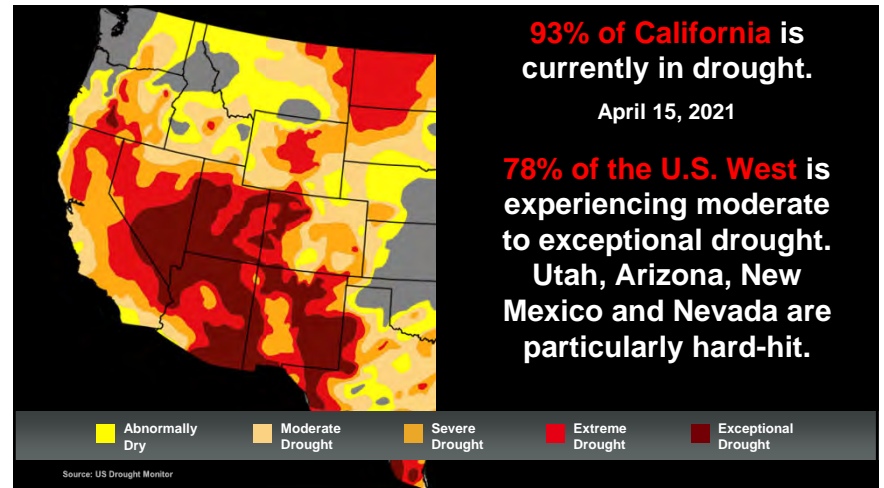 93% of California is
currently in drought.
April 15, 2021
78% of the U.S. West is
experiencing moderate
to exceptional drought.
Utah, Arizona, New
Mexico and Nevada are
particularly hard-hit.
Abnormally
Dry
Moderate
Drought
Severe
Drought
Extreme
Drought
Exceptional
Drought
Source: US Drought Monitor